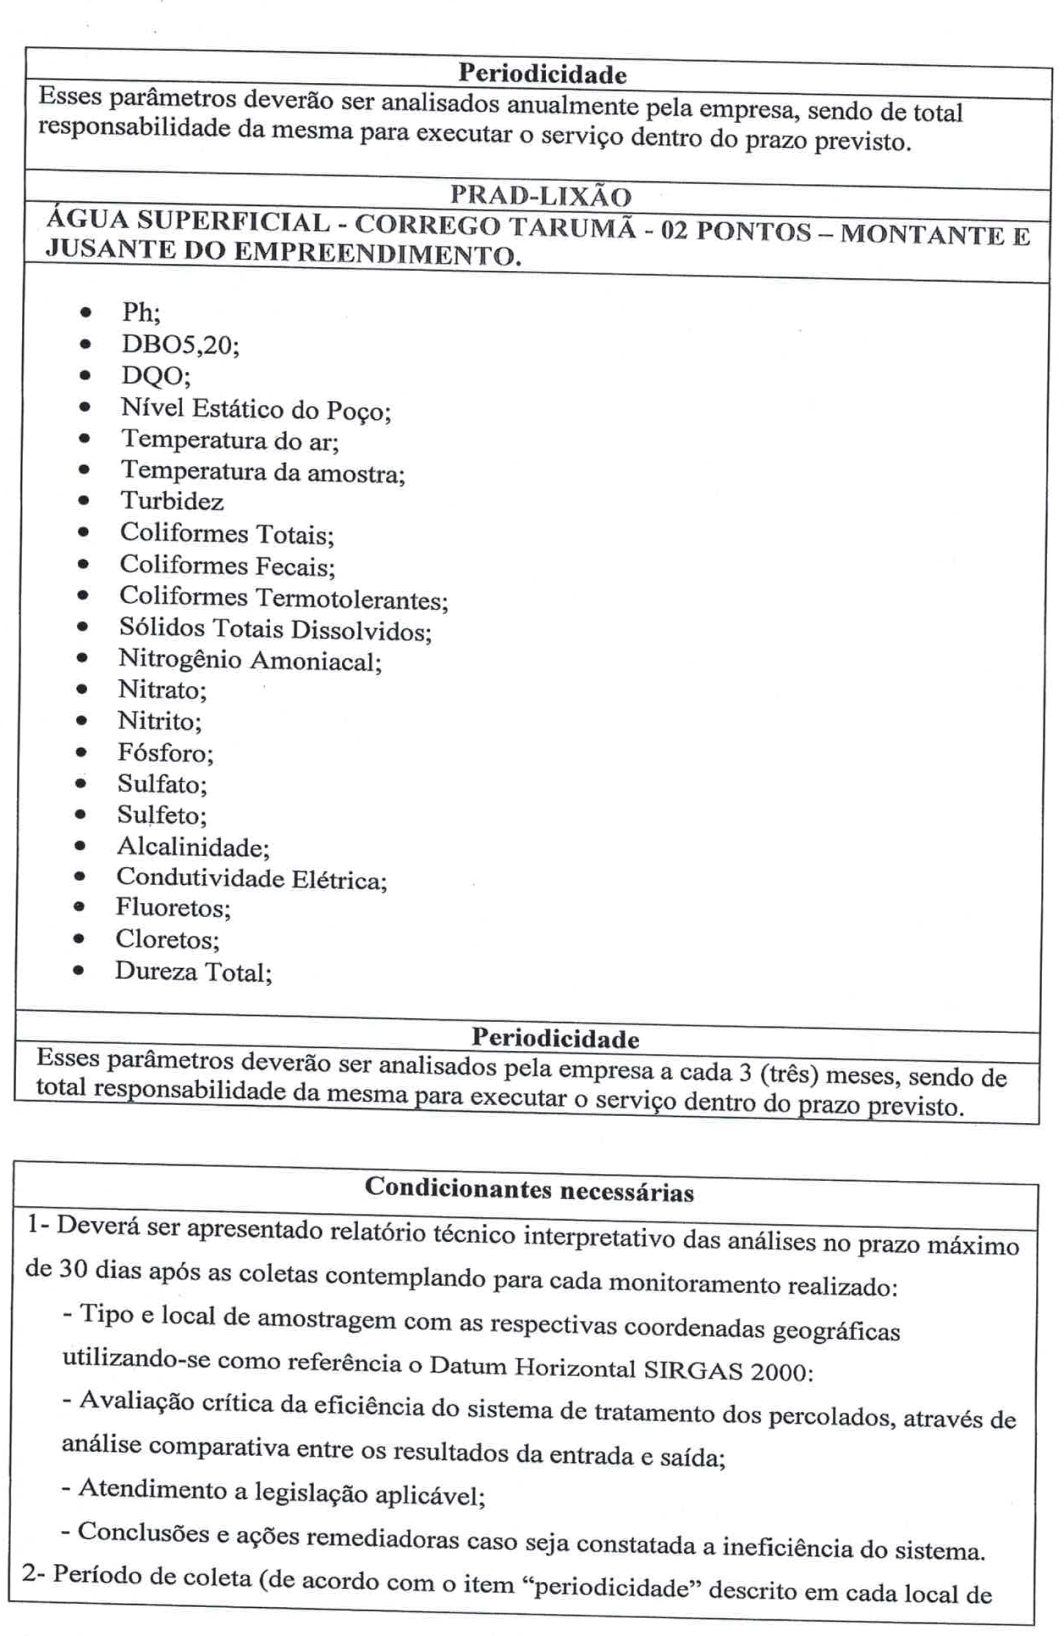 Periodicidade
Esses parâmetros deverão ser analisados anualmente pela empresa, sendo de total
responsabilidade da mesma para executar o serviço dentro do prazo previsto.
PRAD-LIXÃO
ÁGUA SUPERFICIAL - CORREGO TARUMÃ - 02 PONTOS – MONTANTE E
JUSANTE DO EMPREENDIMENTO.
• Ph;
• DBO5,20;
• DQO;
• Nível Estático do Poço;
• Temperatura do ar;
• Temperatura da amostra;
• Turbidez
• Coliformes Totais;
• Coliformes Fecais;
• Coliformes Termotolerantes;
• Sólidos Totais Dissolvidos;
• Nitrogênio Amoniacal;
• Nitrato;
• Nitrito;
• Fósforo;
• Sulfato;
• Sulfeto;
• Alcalinidade;
• Condutividade Elétrica;
• Fluoretos;
• Cloretos;
• Dureza Total;
Periodicidade
Esses parâmetros deverão ser analisados pela empresa a cada 3 (três) meses, sendo de
total responsabilidade da mesma para executar o serviço dentro do prazo previsto.
Condicionantes necessárias
1- Deverá ser apresentado relatório técnico interpretativo das análises no prazo máximo
de 30 dias após as coletas contemplando para cada monitoramento realizado:
- Tipo e local de amostragem com as respectivas coordenadas geográficas
utilizando-se como referência o Datum Horizontal SIRGAS 2000:
- Avaliação crítica da eficiência do sistema de tratamento dos percolados, através de
análise comparativa entre os resultados da entrada e saída;
- Atendimento a legislação aplicável;
- Conclusões e ações remediadoras caso seja constatada a ineficiência do sistema.
2- Período de coleta (de acordo com o item “periodicidade” descrito em cada local de